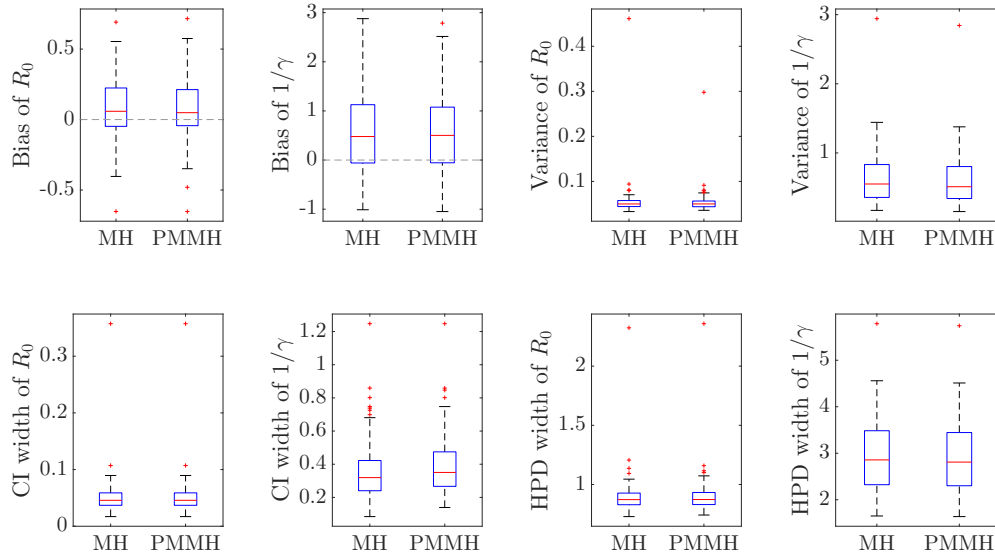 Bias of R₀
0.5
0
-0.5
MH PMMH
Bias of 1/γ
3
2
1
0
-1
MH PMMH
Variance of R₀
0.4
0.3
0.2
0.1
MH PMMH
Variance of 1/γ
3
2
1
MH PMMH
CI width of R₀
0.3
0.2
0.1
0
MH PMMH
CI width of 1/γ
1.2
1
0.8
0.6
0.4
0.2
MH PMMH
HPD width of R₀
2
1.5
1
MH PMMH
HPD width of 1/γ
5
4
3
2
MH PMMH